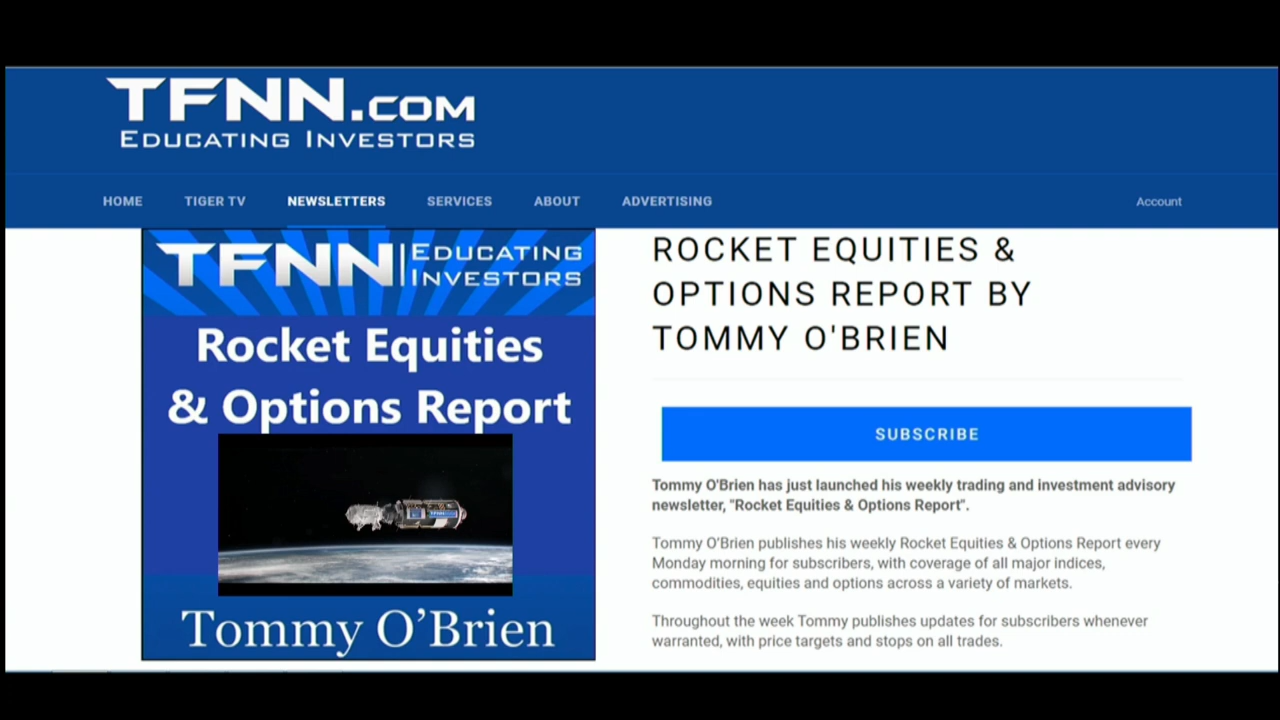 TFNN.COM
EDUCATING INVESTORS
HOME
TIGER TV
NEWSLETTERS
SERVICES
ABOUT
ADVERTISING
Account
TFNN
EDUCATING
INVESTORS
Rocket Equities
& Options Report
TFNN
Tommy O’Brien
ROCKET EQUITIES &
OPTIONS REPORT BY
TOMMY O'BRIEN
SUBSCRIBE
Tommy O'Brien has just launched his weekly trading and investment advisory
newsletter, "Rocket Equities & Options Report".
Tommy O'Brien publishes his weekly Rocket Equities & Options Report every
Monday morning for subscribers, with coverage of all major indices,
commodities, equities and options across a variety of markets.
Throughout the week Tommy publishes updates for subscribers whenever
warranted, with price targets and stops on all trades.